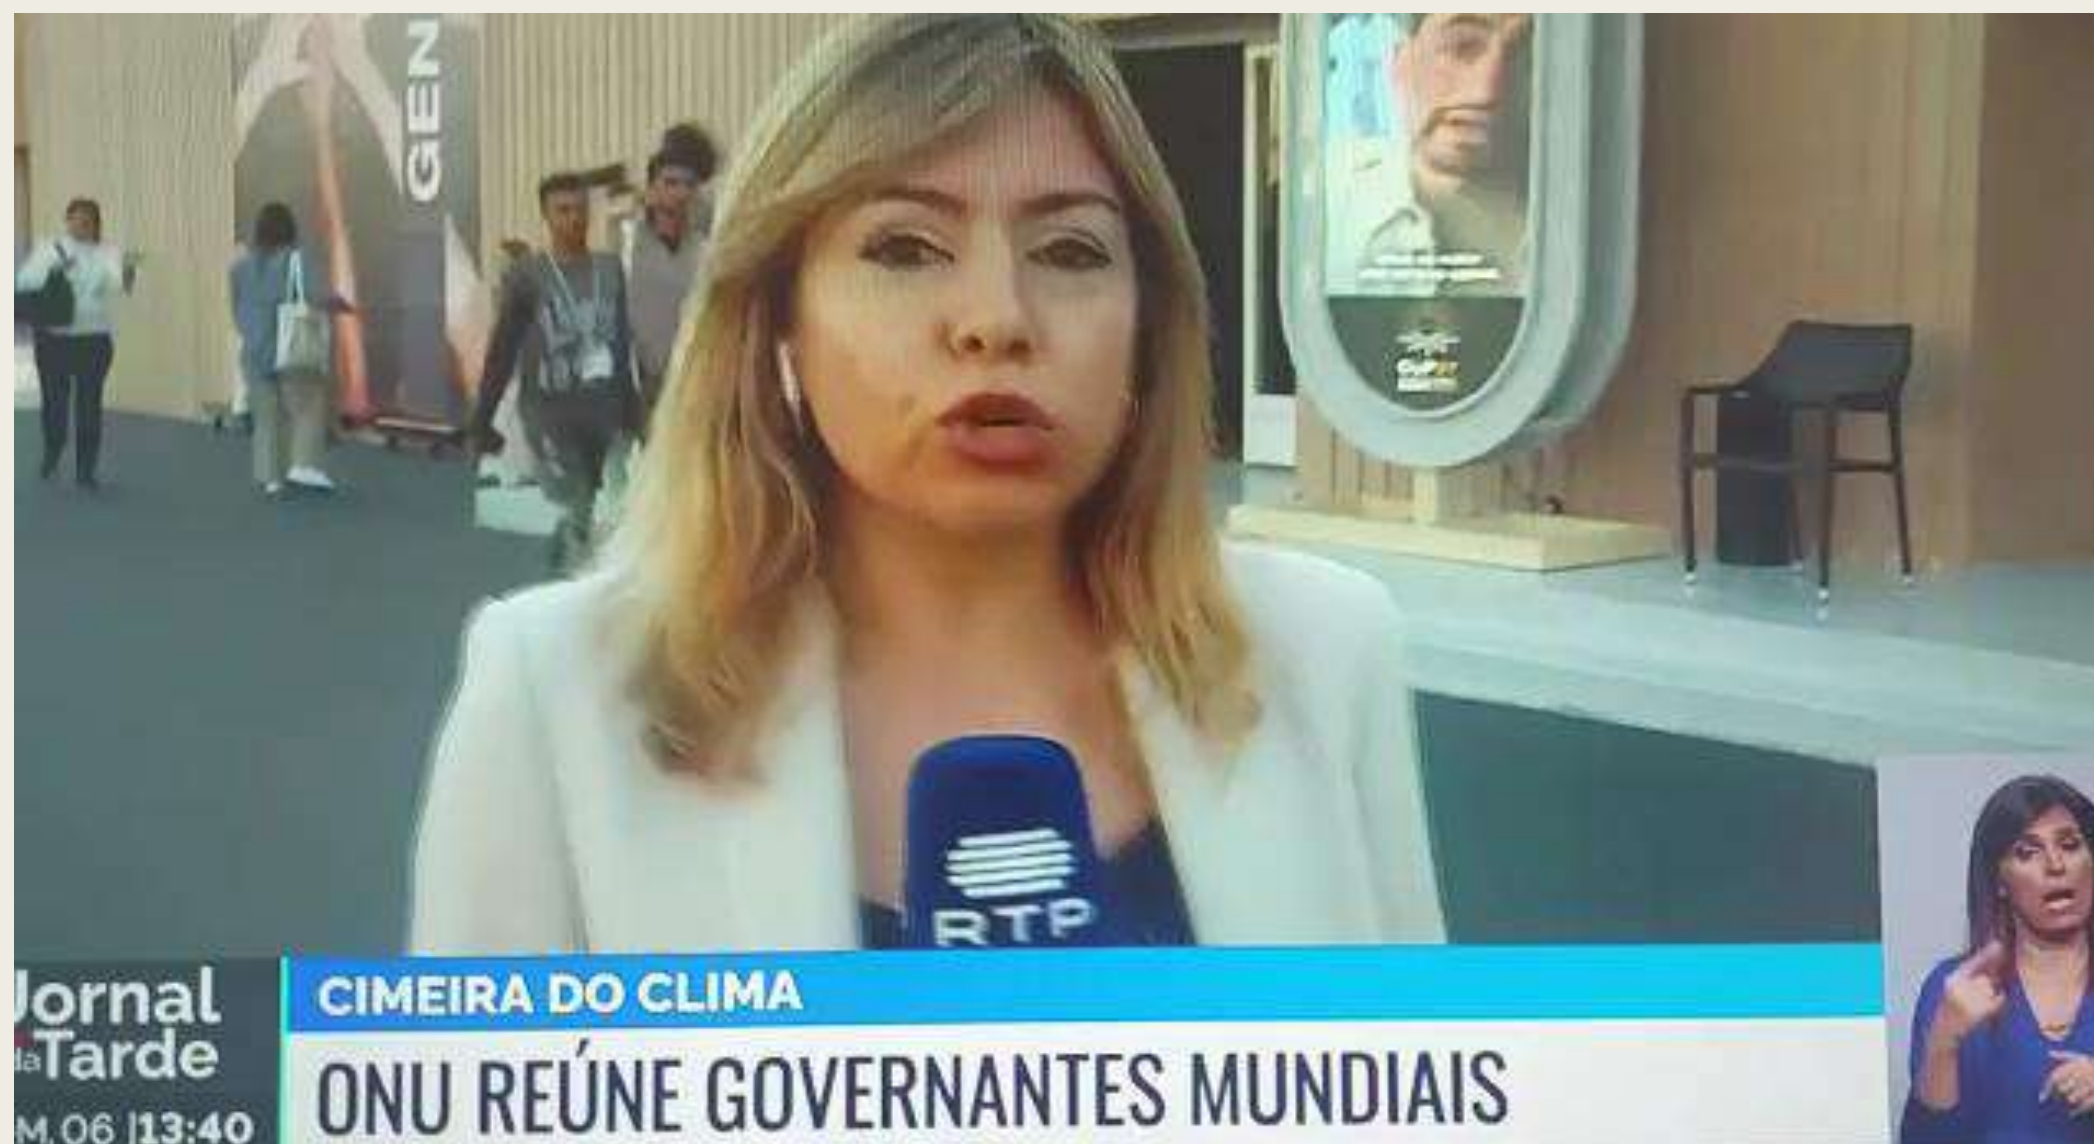 GEN
RTP
CIMEIRA DO CLIMA
ONU REÚNE GOVERNANTES MUNDIAIS
Jornal
da Tarde
M. 06 | 13:40